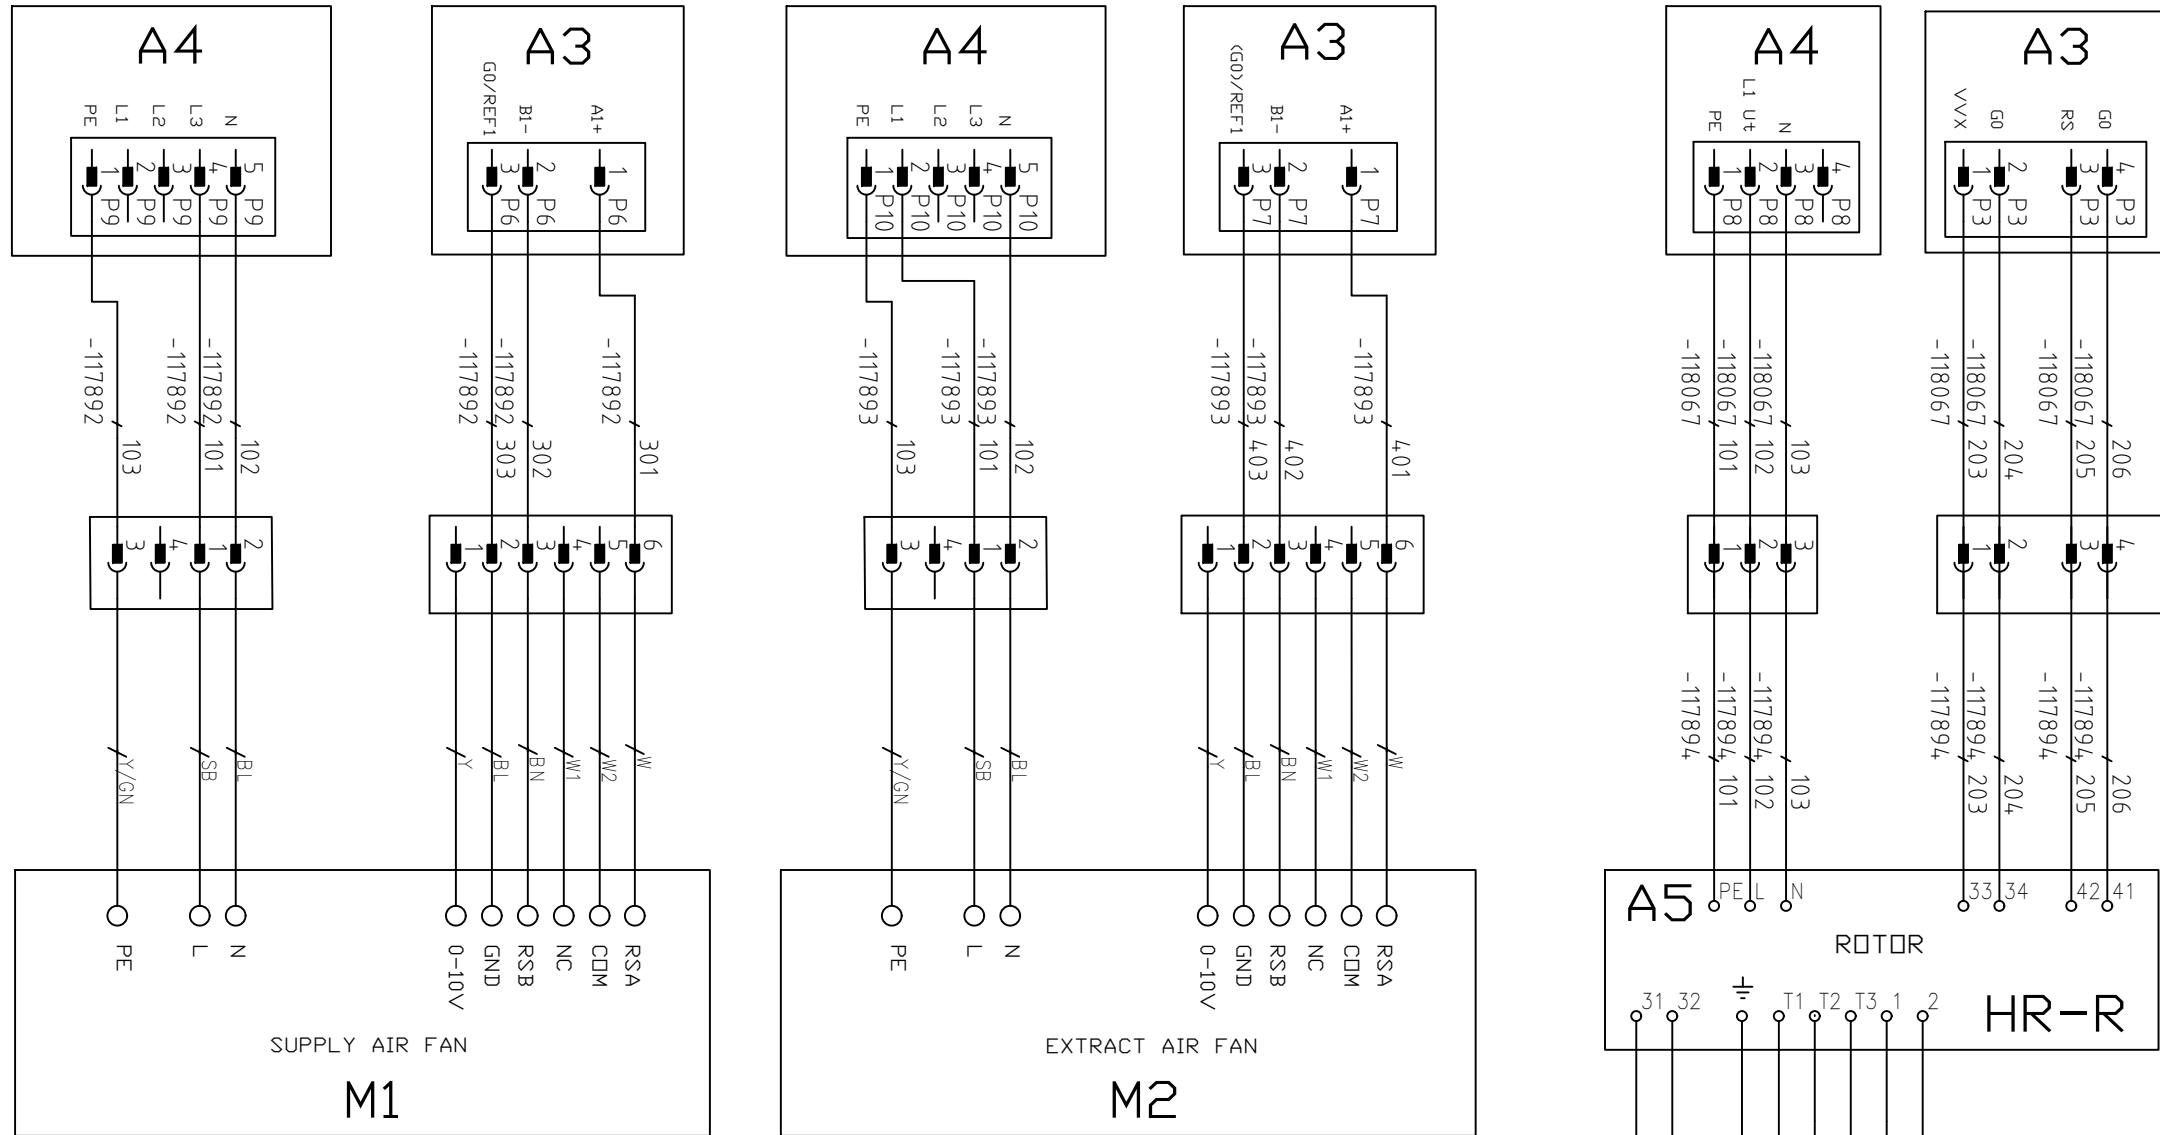 A4
A3
A4
A3
A4
A3
PE L1 L2 L3 N
G0/REF1 B1- A1+
PE L1 L2 L3 N
(G0)/REF1 B1- A1+
PE L1 Ut N
VVX G0 RS G0
1 2 3 4 5
P9 P9 P9 P9 P9
3 2 1
P6 P6 P6
1 2 3 4 5
P10 P10 P10 P10 P10
3 2 1
P7 P7 P7
1 2 3 4
P8 P8 P8 P8
1 2 3 4
P3 P3 P3 P3
-117892 -117892 -117892
-117892 -117892 -117892
-117893 -117893 -117893
-117893 -117893 -117893
-118067 -118067 -118067
-118067 -118067 -118067 -118067
103 101 102
303 302 301
103 101 102
403 402 401
101 102 103
203 204 205 206
3 4 1 2
1 2 3 4 5 6
3 4 1 2
1 2 3 4 5 6
1 2 3
1 2 3 4
-117894 -117894 -117894
-117894 -117894 -117894 -117894
Y/GN SB BL
Y BL BN W1 W2 W
Y/GN SB BL
Y BL BN W1 W2 W
101 102 103
203 204 205 206
PE L N
0-10V GND RSB NC COM RSA
SUPPLY AIR FAN
M1
PE L N
0-10V GND RSB NC COM RSA
EXTRACT AIR FAN
M2
A5 PE L N 33 34 42 41
ROTOR
31 32 T1 T2 T3 1 2
HR-R